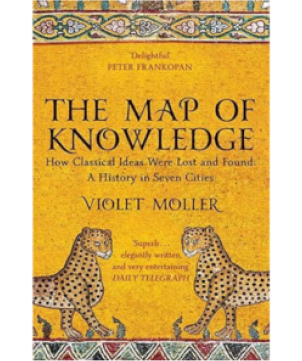 'Delightful'
PETER FRANKOPAN
THE MAP OF
KNOWLEDGE
How Classical Ideas Were Lost and Found:
A History in Seven Cities
VIOLET MOLLER
'Superb ...
elegantly written,
and very entertaining'
DAILY TELEGRAPH